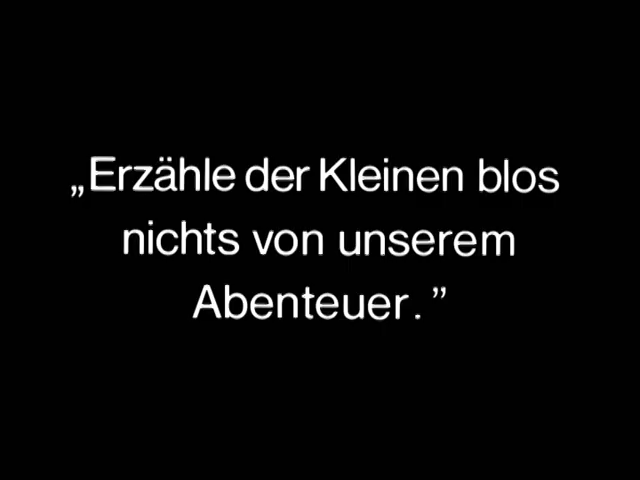 „Erzähle der Kleinen blos
nichts von unserem
Abenteuer.”